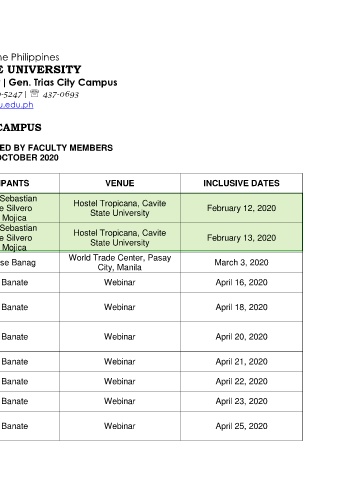 ne Philippines
E UNIVERSITY
| Gen. Trias City Campus
-5247 | ☏ 437-0693
u.edu.ph
CAMPUS
ED BY FACULTY MEMBERS
OCTOBER 2020
IPANTS VENUE INCLUSIVE DATES
Sebastian
e Silvero
Mojica
Hostel Tropicana, Cavite
State University
February 12, 2020
Sebastian
e Silvero
Mojica
Hostel Tropicana, Cavite
State University
February 13, 2020
se Banag
World Trade Center, Pasay
City, Manila
March 3, 2020
Banate Webinar April 16, 2020
Banate Webinar April 18, 2020
Banate Webinar April 20, 2020
Banate Webinar April 21, 2020
Banate Webinar April 22, 2020
Banate Webinar April 23, 2020
Banate Webinar April 25, 2020